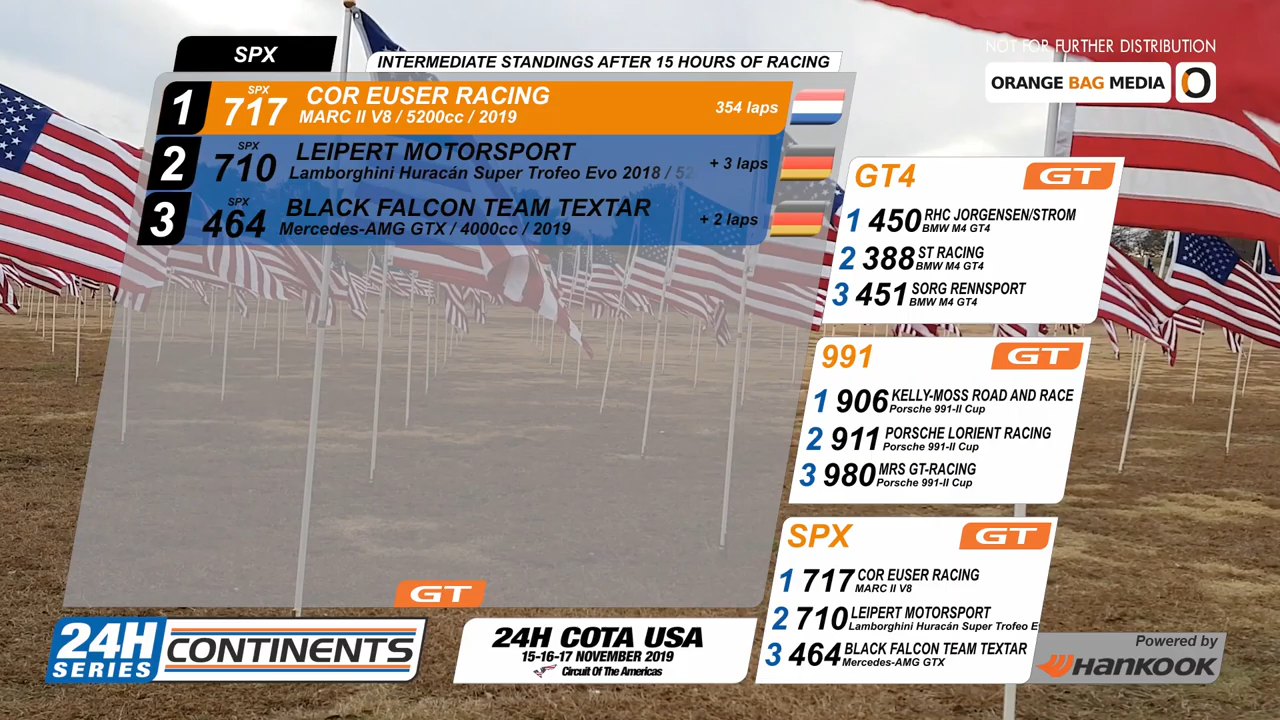 SPX
INTERMEDIATE STANDINGS AFTER 15 HOURS OF RACING
1 SPX 717 COR EUSER RACING 354 laps
MARC II V8 / 5200cc / 2019
2 SPX 710 LEIPERT MOTORSPORT + 3 laps
Lamborghini Huracán Super Trofeo Evo 2018 / 52
3 SPX 464 BLACK FALCON TEAM TEXTAR + 2 laps
Mercedes-AMG GTX / 4000cc / 2019
GT
NOT FOR FURTHER DISTRIBUTION
ORANGE BAG MEDIA
GT4 GT
1 450 RHC JORGENSEN/STROM
BMW M4 GT4
2 388 ST RACING
BMW M4 GT4
3 451 SORG RENNSPORT
BMW M4 GT4
991 GT
1 906 KELLY-MOSS ROAD AND RACE
Porsche 991-II Cup
2 911 PORSCHE LORIENT RACING
Porsche 991-II Cup
3 980 MRS GT-RACING
Porsche 991-II Cup
SPX GT
1 717 COR EUSER RACING
MARC II V8
2 710 LEIPERT MOTORSPORT
Lamborghini Huracán Super Trofeo E
3 464 BLACK FALCON TEAM TEXTAR
Mercedes-AMG GTX
24H SERIES CONTINENTS
24H COTA USA
15-16-17 NOVEMBER 2019
Circuit Of The Americas
Powered by
HANKOOK